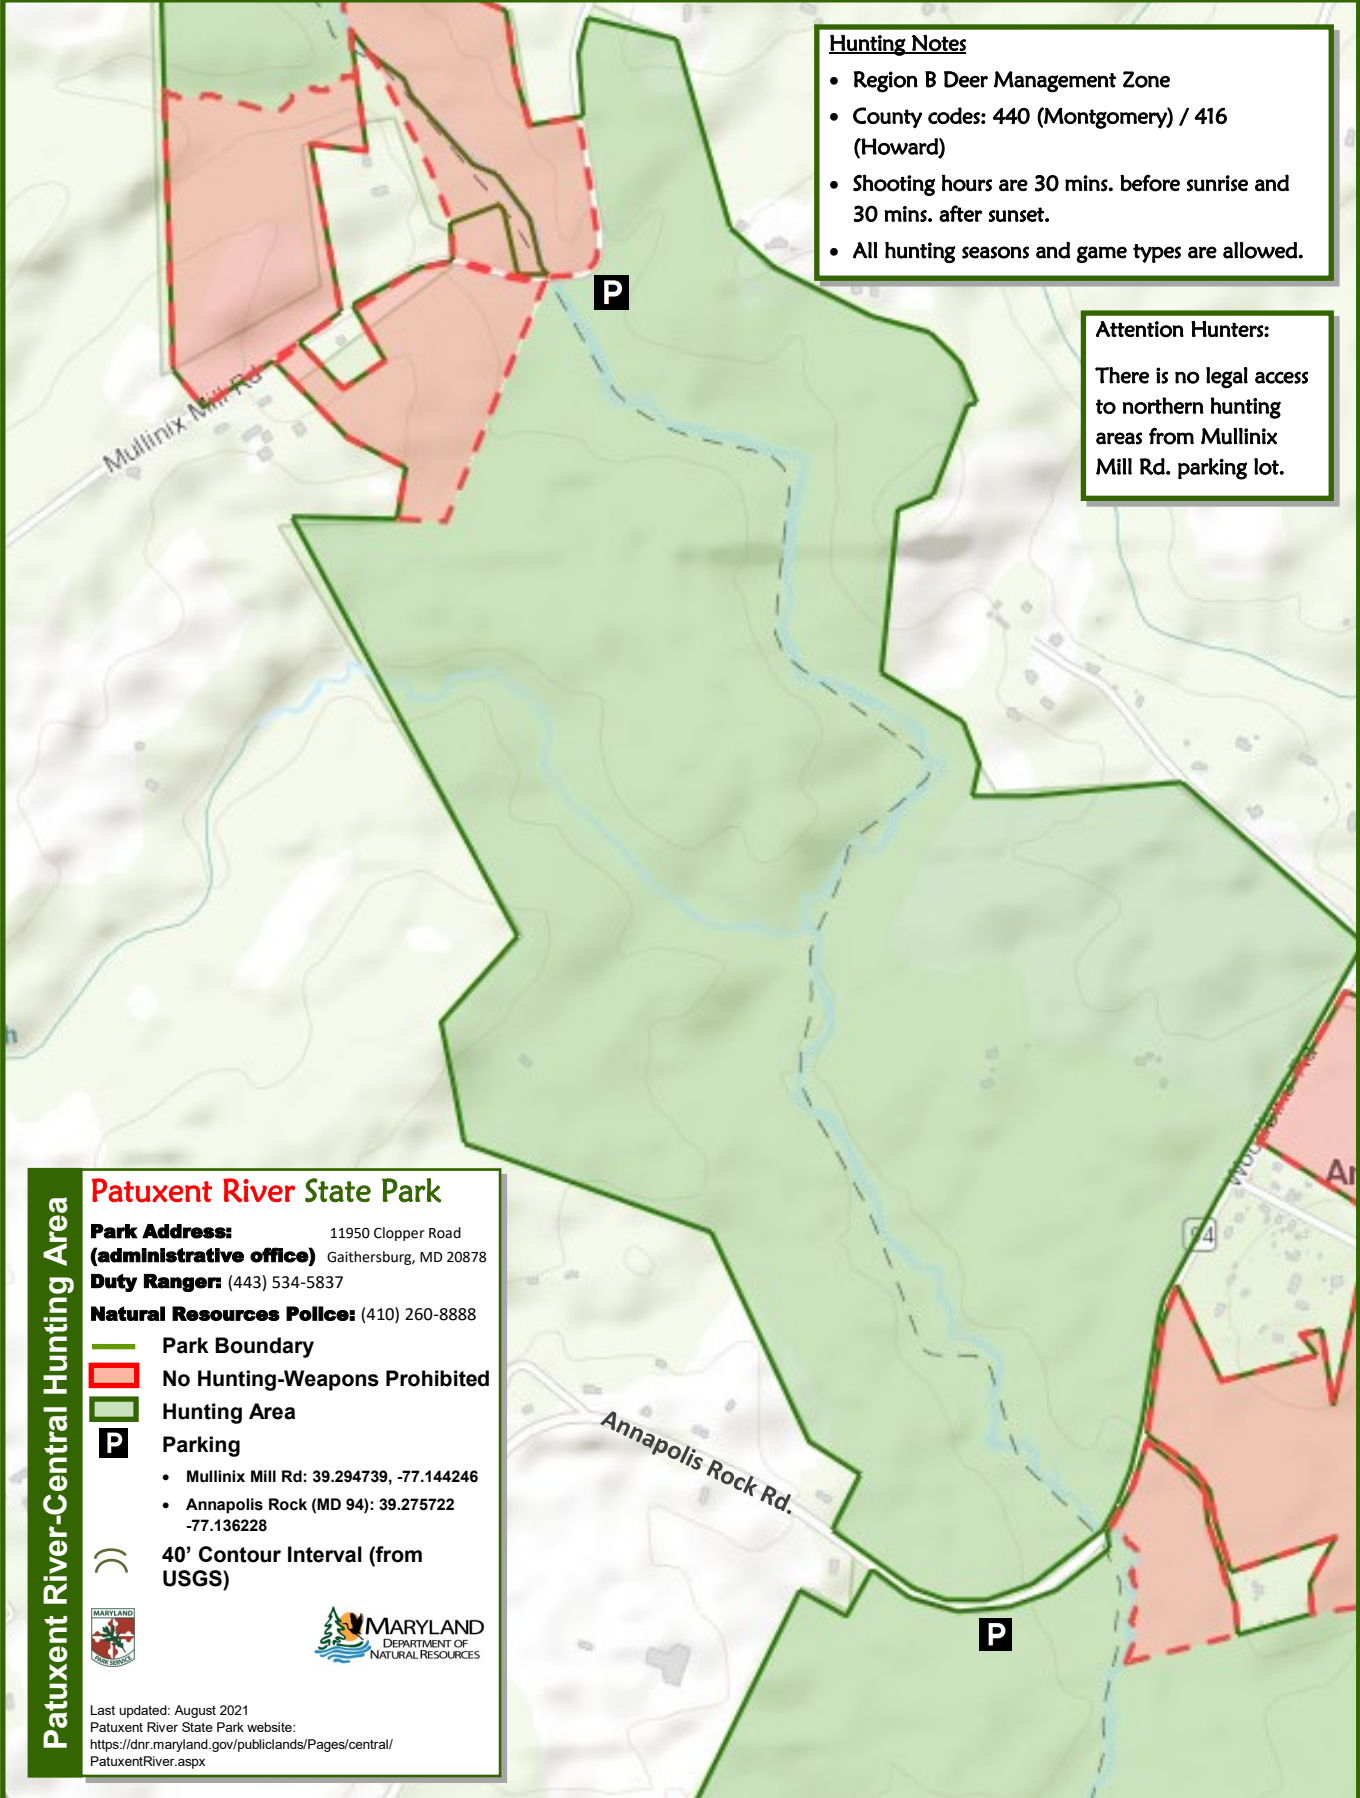 Hunting Notes
• Region B Deer Management Zone
• County codes: 440 (Montgomery) / 416
(Howard)
• Shooting hours are 30 mins. before sunrise and
30 mins. after sunset.
• All hunting seasons and game types are allowed.
P
Attention Hunters:
There is no legal access
to northern hunting
areas from Mullinix
Mill Rd. parking lot.
Mullinix Mill Rd
h
Ar
94
Annapolis Rock Rd.
P
Patuxent River-Central Hunting Area
Patuxent River State Park
Park Address: 11950 Clopper Road
(administrative office) Gaithersburg, MD 20878
Duty Ranger: (443) 534-5837
Natural Resources Police: (410) 260-8888
Park Boundary
No Hunting-Weapons Prohibited
Hunting Area
P Parking
• Mullinix Mill Rd: 39.294739, -77.144246
• Annapolis Rock (MD 94): 39.275722
-77.136228
40’ Contour Interval (from
USGS)
MARYLAND
PARK SERVICE
MARYLAND
DEPARTMENT OF
NATURAL RESOURCES
Last updated: August 2021
Patuxent River State Park website:
https://dnr.maryland.gov/publiclands/Pages/central/
PatuxentRiver.aspx